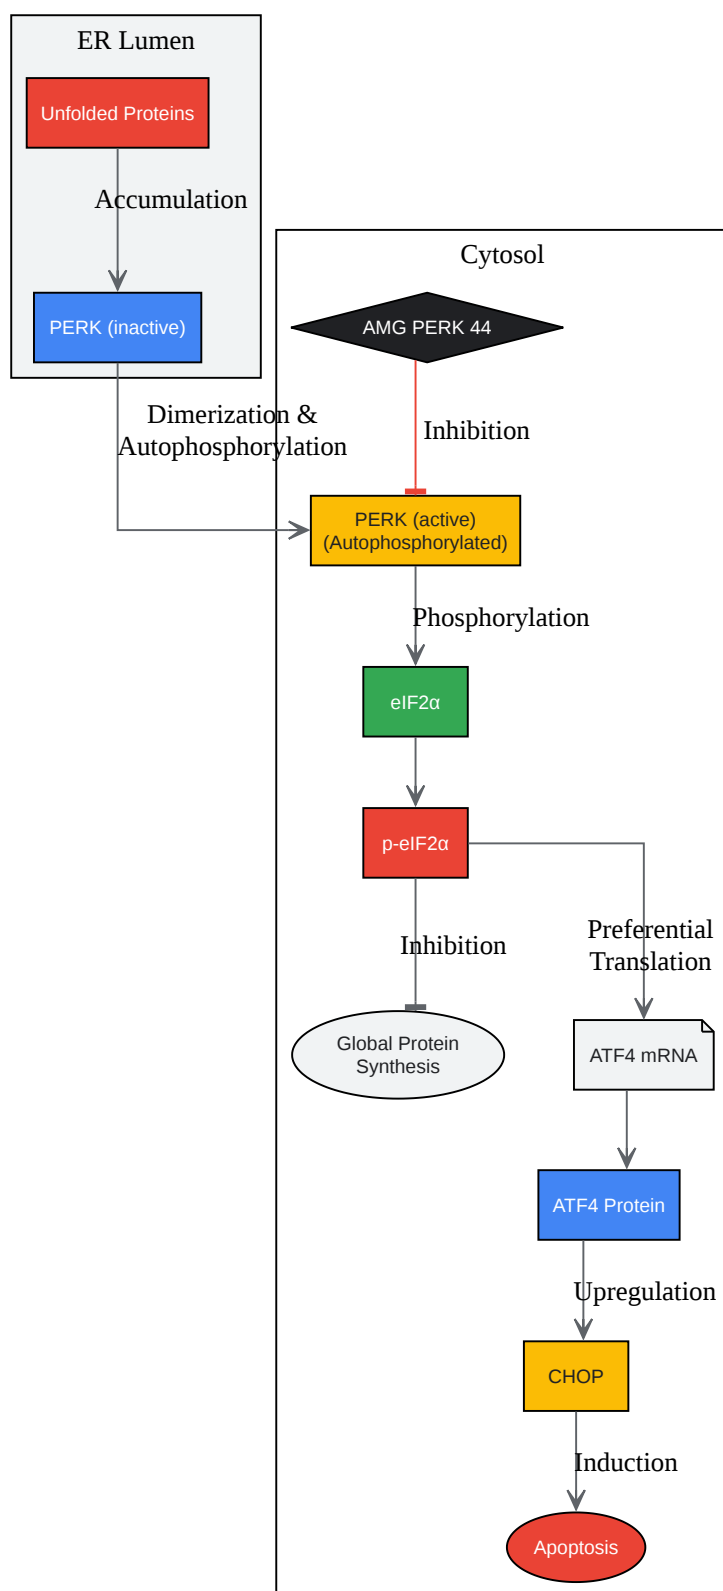 ER Lumen
Unfolded Proteins
Accumulation
PERK (inactive)
Dimerization &
Autophosphorylation
Cytosol
AMG PERK 44
Inhibition
PERK (active)
(Autophosphorylated)
Phosphorylation
eIF2α
p-eIF2α
Inhibition
Global Protein
Synthesis
Preferential
Translation
ATF4 mRNA
ATF4 Protein
Upregulation
CHOP
Induction
Apoptosis